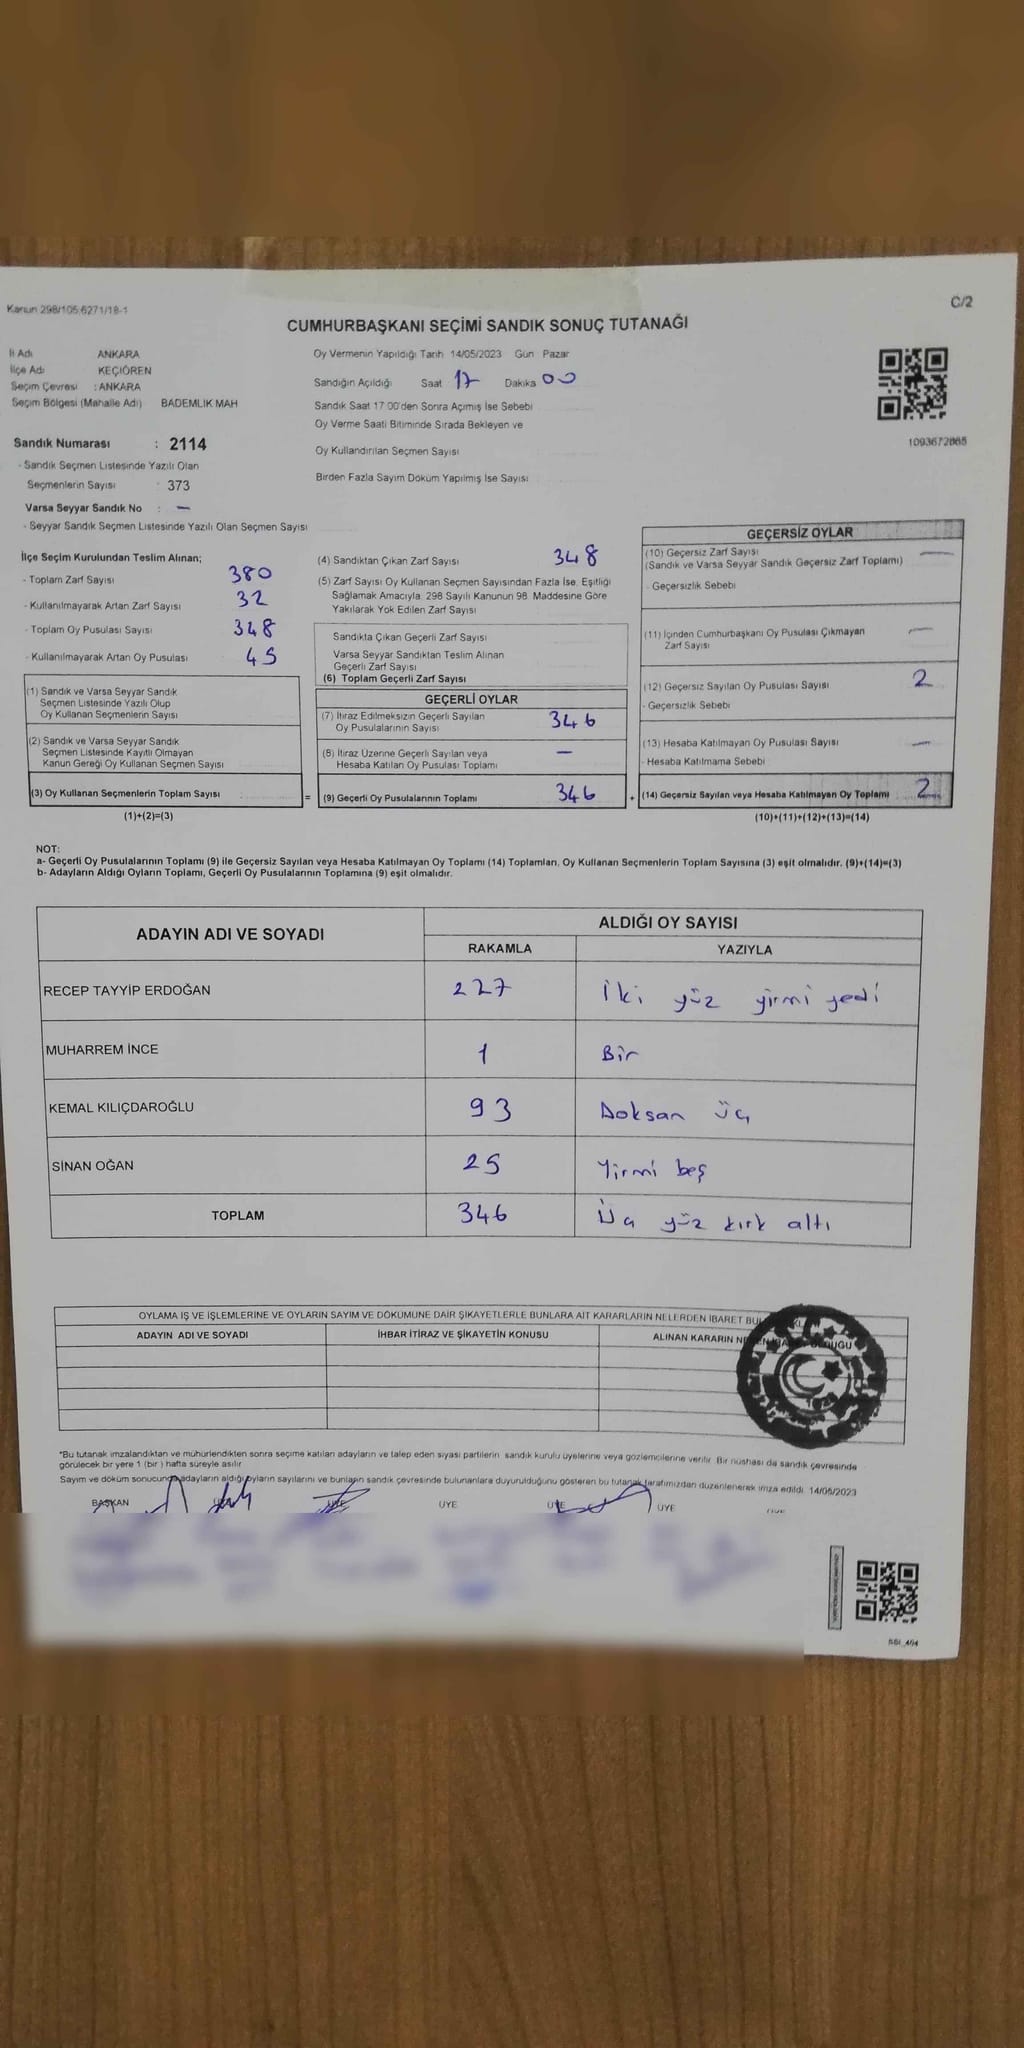 Kanun 298/105,6271/18-1
C/2
CUMHURBAŞKANI SEÇİMİ SANDIK SONUÇ TUTANAĞI
İl Adı ANKARA
İlçe Adı KEÇİÖREN
Seçim Çevresi : ANKARA
Seçim Bölgesi (Mahalle Adı) BADEMLIK MAH
Sandık Numarası : 2114
- Sandık Seçmen Listesinde Yazılı Olan
Seçmenlerin Sayısı : 373
Varsa Seyyar Sandık No : —
- Seyyar Sandık Seçmen Listesinde Yazılı Olan Seçmen Sayısı
Oy Vermenin Yapıldığı Tarih 14/05/2023 Gün Pazar
Sandığın Açıldığı Saat 17 Dakika 00
Sandık Saat 17:00'den Sonra Açımış İse Sebebi
Oy Verme Saati Bitiminde Sırada Bekleyen ve
Oy Kullandırılan Seçmen Sayısı
Birden Fazla Sayım Döküm Yapılmış İse Sayısı
1093672865
İlçe Seçim Kurulundan Teslim Alınan;
- Toplam Zarf Sayısı 380
- Kullanılmayarak Artan Zarf Sayısı 32
- Toplam Oy Pusulası Sayısı 348
- Kullanılmayarak Artan Oy Pusulası 45
(1) Sandık ve Varsa Seyyar Sandık
Seçmen Listesinde Yazılı Olup
Oy Kullanan Seçmenlerin Sayısı
(2) Sandık ve Varsa Seyyar Sandık
Seçmen Listesinde Kayıtlı Olmayan
Kanun Gereği Oy Kullanan Seçmen Sayısı
(3) Oy Kullanan Seçmenlerin Toplam Sayısı =
(1)+(2)=(3)
(4) Sandıktan Çıkan Zarf Sayısı 348
(5) Zarf Sayısı Oy Kullanan Seçmen Sayısından Fazla İse, Eşitliği
Sağlamak Amacıyla, 298 Sayılı Kanunun 98. Maddesine Göre
Yakılarak Yok Edilen Zarf Sayısı
Sandıkta Çıkan Geçerli Zarf Sayısı
Varsa Seyyar Sandıktan Teslim Alınan
Geçerli Zarf Sayısı
(6) Toplam Geçerli Zarf Sayısı
GEÇERLİ OYLAR
(7) İtiraz Edilmeksizin Geçerli Sayılan
Oy Pusulalarının Sayısı 346
(8) İtiraz Üzerine Geçerli Sayılan veya
Hesaba Katılan Oy Pusulası Toplamı —
(9) Geçerli Oy Pusulalarının Toplamı 346 +
GEÇERSİZ OYLAR
(10) Geçersiz Zarf Sayısı —
(Sandık ve Varsa Seyyar Sandık Geçersiz Zarf Toplamı)
- Geçersizlik Sebebi
(11) İçinden Cumhurbaşkanı Oy Pusulası Çıkmayan —
Zarf Sayısı
(12) Geçersiz Sayılan Oy Pusulası Sayısı 2
- Geçersizlik Sebebi
(13) Hesaba Katılmayan Oy Pusulası Sayısı —
- Hesaba Katılmama Sebebi
(14) Geçersiz Sayılan veya Hesaba Katılmayan Oy Toplamı 2
(10)+(11)+(12)+(13)=(14)
NOT:
a- Geçerli Oy Pusulalarının Toplamı (9) ile Geçersiz Sayılan veya Hesaba Katılmayan Oy Toplamı (14) Toplamları, Oy Kullanan Seçmenlerin Toplam Sayısına (3) eşit olmalıdır. (9)+(14)=(3)
b- Adayların Aldığı Oyların Toplamı, Geçerli Oy Pusulalarının Toplamına (9) eşit olmalıdır.
ADAYIN ADI VE SOYADI ALDIĞI OY SAYISI
RAKAMLA YAZIYLA
RECEP TAYYİP ERDOĞAN 227 İki yüz yirmi yedi
MUHARREM İNCE 1 Bir
KEMAL KILIÇDAROĞLU 93 Doksan üç
SİNAN OĞAN 25 Yirmi beş
TOPLAM 346 Üç yüz kırk altı
OYLAMA İŞ VE İŞLEMLERİNE VE OYLARIN SAYIM VE DÖKÜMÜNE DAİR ŞİKAYETLERLE BUNLARA AİT KARARLARIN NELERDEN İBARET
ADAYIN ADI VE SOYADI İHBAR İTİRAZ VE ŞİKAYETİN KONUSU ALINAN KARARIN
*Bu tutanak imzalandıktan ve mühürlendikten sonra seçime katılan adayların ve talep eden siyasi partilerin sandık kurulu üyelerine veya gözlemcilerine verilir. Bir nüshası da sandık çevresinde
görülecek bir yere 1 (bir) hafta süreyle asılır
Sayım ve döküm sonucunda adayların aldığı oyların sayılarını ve bunların sandık çevresinde bulunanlara duyurulduğunu gösteren bu tutanak tarafımızdan düzenlenerek imza edildi. 14/05/2023
BAŞKAN ÜYE ÜYE ÜYE ÜYE